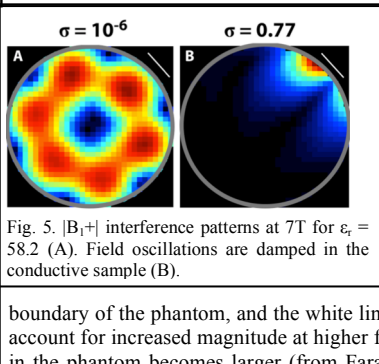 σ = 10-6 σ = 0.77
A B
Fig. 5. |B₁+| interference patterns at 7T for εᵣ =
58.2 (A). Field oscillations are damped in the
conductive sample (B).
boundary of the phantom, and the white lin
account for increased magnitude at higher f
in the phantom becomes larger (from Fara